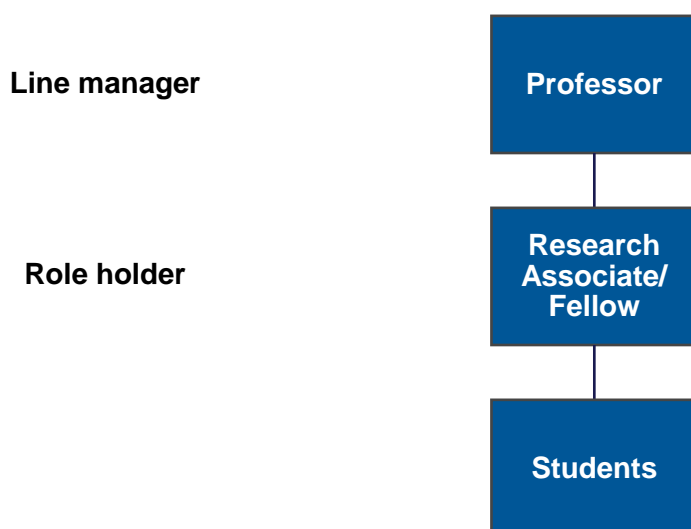 Line manager
Professor
Role holder
Research
Associate/
Fellow
Students